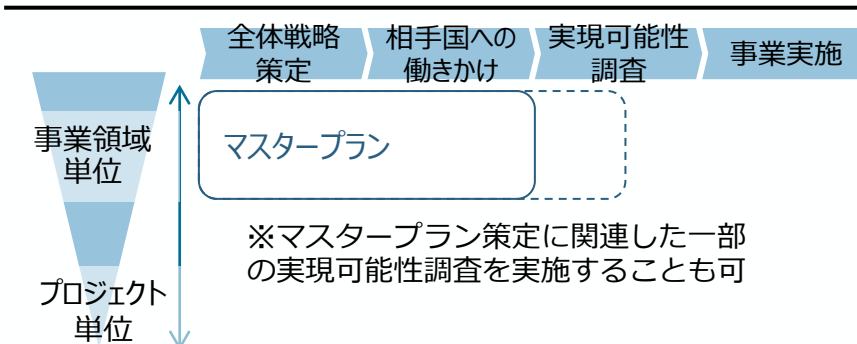 全体戦略
策定
相手国への
働きかけ
実現可能性
調査
事業実施
事業領域
単位
マスタープラン
※マスタープラン策定に関連した一部
の実現可能性調査を実施することも可
プロジェクト
単位